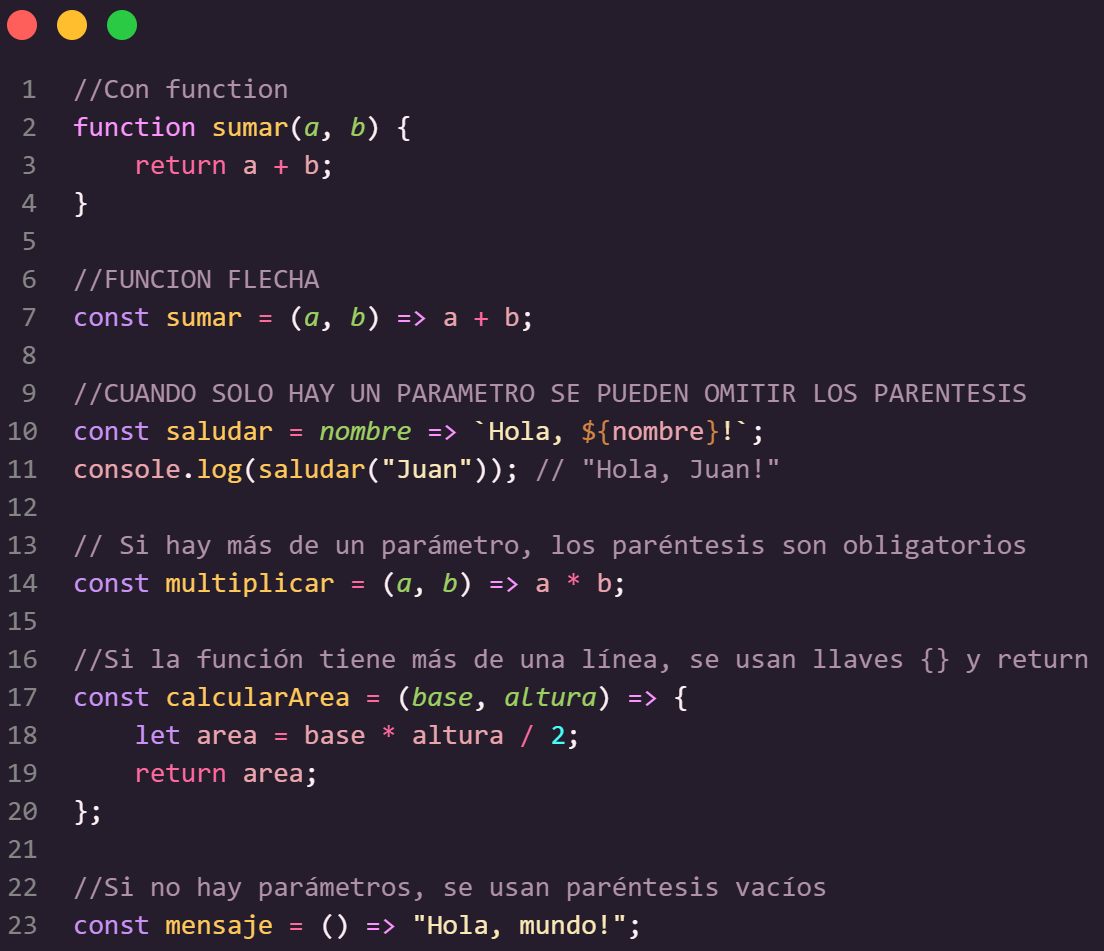 1 //Con function
2 function sumar(a, b) {
3     return a + b;
4 }
5
6 //FUNCION FLECHA
7 const sumar = (a, b) => a + b;
8
9 //CUANDO SOLO HAY UN PARAMETRO SE PUEDEN OMITIR LOS PARENTESIS
10 const saludar = nombre => `Hola, ${nombre}!`;
11 console.log(saludar("Juan")); // "Hola, Juan!"
12
13 // Si hay más de un parámetro, los paréntesis son obligatorios
14 const multiplicar = (a, b) => a * b;
15
16 //Si la función tiene más de una línea, se usan llaves {} y return
17 const calcularArea = (base, altura) => {
18     let area = base * altura / 2;
19     return area;
20 };
21
22 //Si no hay parámetros, se usan paréntesis vacíos
23 const mensaje = () => "Hola, mundo!";